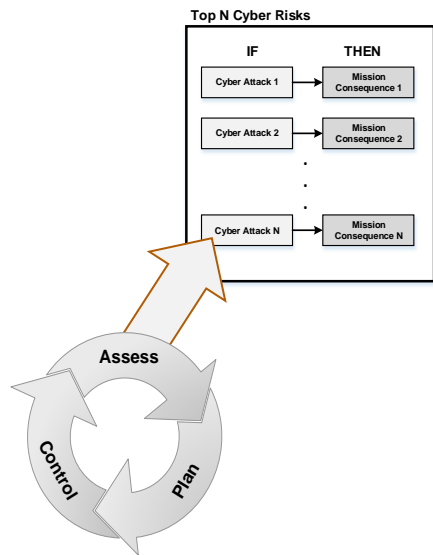 Top N Cyber Risks
IF THEN
Cyber Attack 1
Mission
Consequence 1
Cyber Attack 2
Mission
Consequence 2
.
.
.
Cyber Attack N
Mission
Consequence N
Assess
Control
Plan